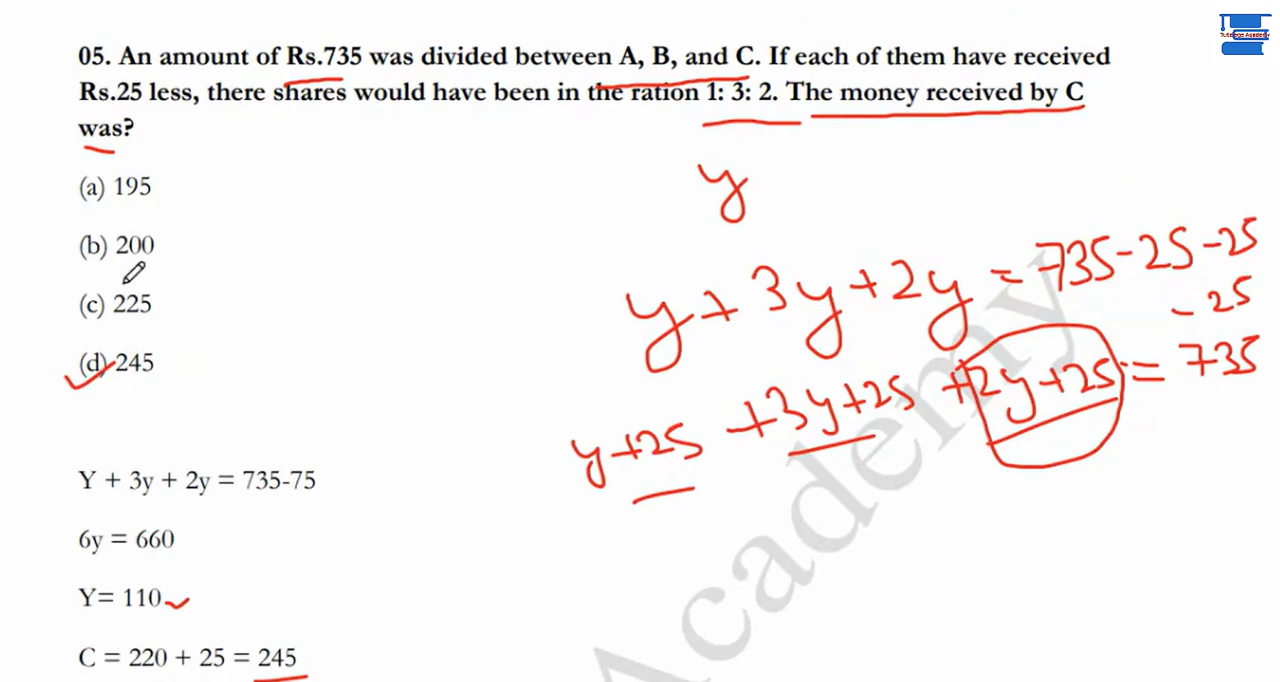 Tutelage Academy
05. An amount of Rs.735 was divided between A, B, and C. If each of them have received
Rs.25 less, there shares would have been in the ration 1: 3: 2. The money received by C
was?
(a) 195
(b) 200
(c) 225
(d) 245
y
y + 3y + 2y = 735 - 25 - 25
- 25
y+25 +3y+25 +2y+25 = 735
Y + 3y + 2y = 735-75
6y = 660
Y= 110
C = 220 + 25 = 245
Academy